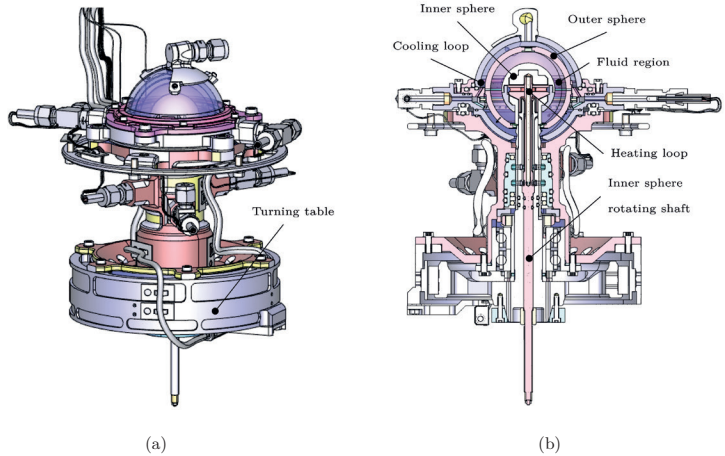 Inner sphere
Outer sphere
Cooling loop
Fluid region
Heating loop
Inner sphere
rotating shaft
Turning table
(a)
(b)